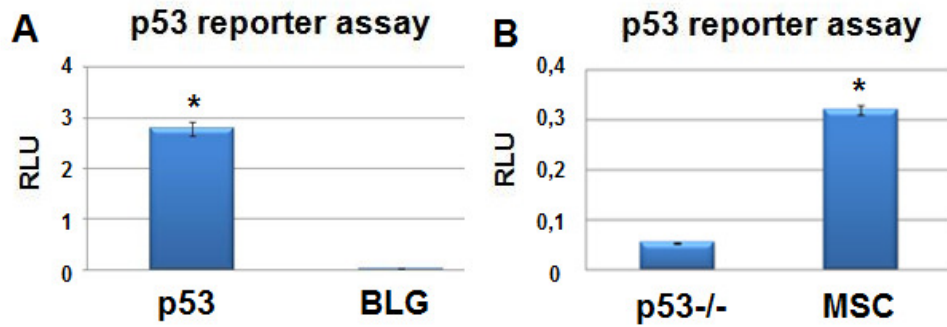 A
p53 reporter assay
RLU
4
3
2
1
0
*
p53
BLG
B
p53 reporter assay
RLU
0,4
0,3
0,2
0,1
0
*
p53-/-
MSC